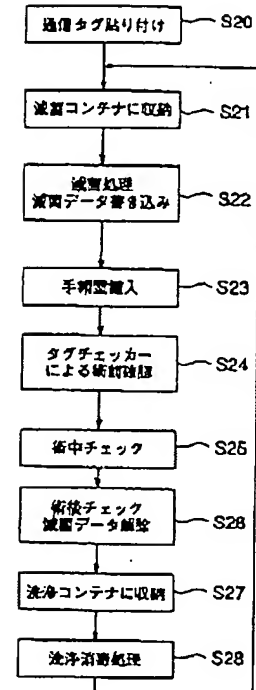 通信タグ貼り付け S20
滅菌コンテナに収納 S21
滅菌処理
滅菌データ書き込み S22
手術室搬入 S23
タグチェッカー
による術前確認 S24
術中チェック S25
術後チェック
滅菌データ解除 S26
洗浄コンテナに収納 S27
洗浄消毒処理 S28